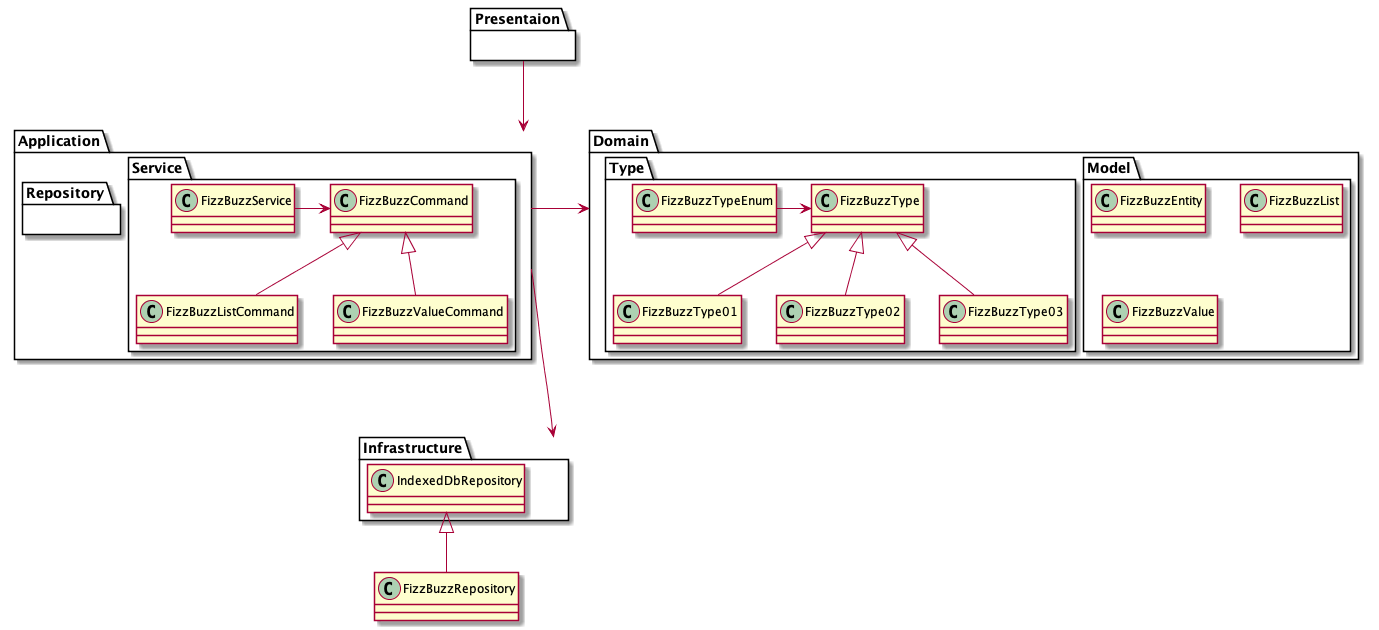 Presentaion
Application
Repository
Service
C FizzBuzzService
C FizzBuzzCommand
C FizzBuzzListCommand
C FizzBuzzValueCommand
Domain
Type
C FizzBuzzTypeEnum
C FizzBuzzType
C FizzBuzzType01
C FizzBuzzType02
C FizzBuzzType03
Model
C FizzBuzzEntity
C FizzBuzzList
C FizzBuzzValue
Infrastructure
C IndexedDbRepository
C FizzBuzzRepository